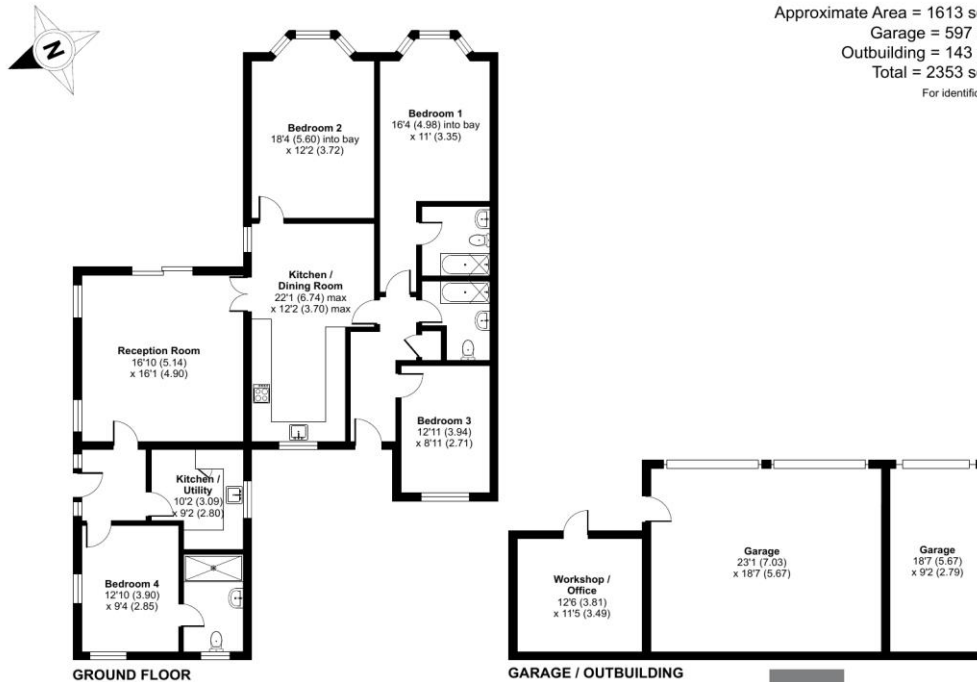 Approximate Area = 1613 s
Garage = 597
Outbuilding = 143
Total = 2353 s
For identific
N
Bedroom 2
18'4 (5.60) into bay
x 12'2 (3.72)
Bedroom 1
16'4 (4.98) into bay
x 11' (3.35)
Kitchen /
Dining Room
22'1 (6.74) max
x 12'2 (3.70) max
Reception Room
16'10 (5.14)
x 16'1 (4.90)
Bedroom 3
12'11 (3.94)
x 8'11 (2.71)
Kitchen /
Utility
10'2 (3.09)
x 9'2 (2.80)
Bedroom 4
12'10 (3.90)
x 9'4 (2.85)
GROUND FLOOR
Workshop /
Office
12'6 (3.81)
x 11'5 (3.49)
Garage
23'1 (7.03)
x 18'7 (5.67)
Garage
18'7 (5.67)
x 9'2 (2.79)
GARAGE / OUTBUILDING